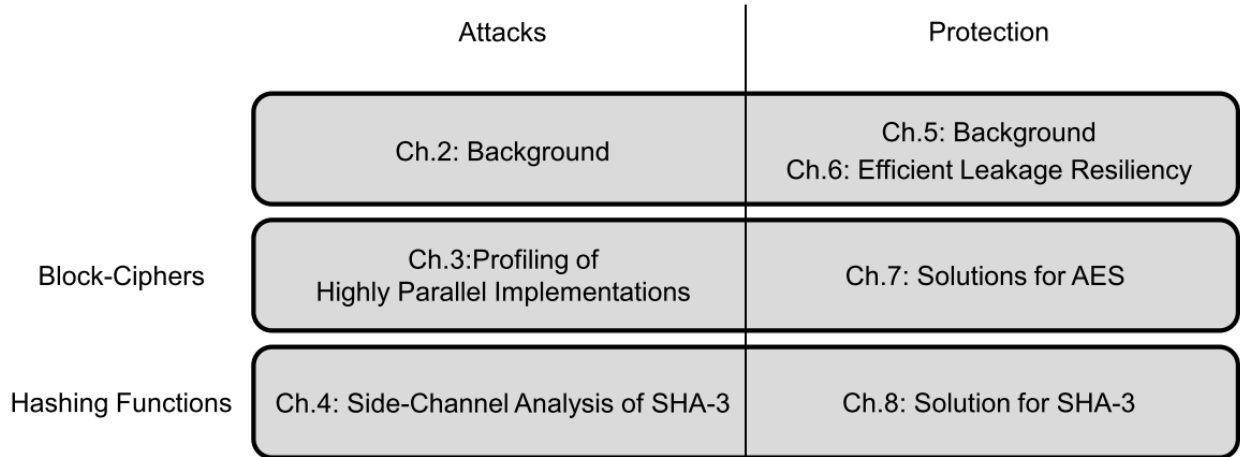 Attacks
Protection
Ch.2: Background
Ch.5: Background
Ch.6: Efficient Leakage Resiliency
Block-Ciphers
Ch.3:Profiling of
Highly Parallel Implementations
Ch.7: Solutions for AES
Hashing Functions
Ch.4: Side-Channel Analysis of SHA-3
Ch.8: Solution for SHA-3